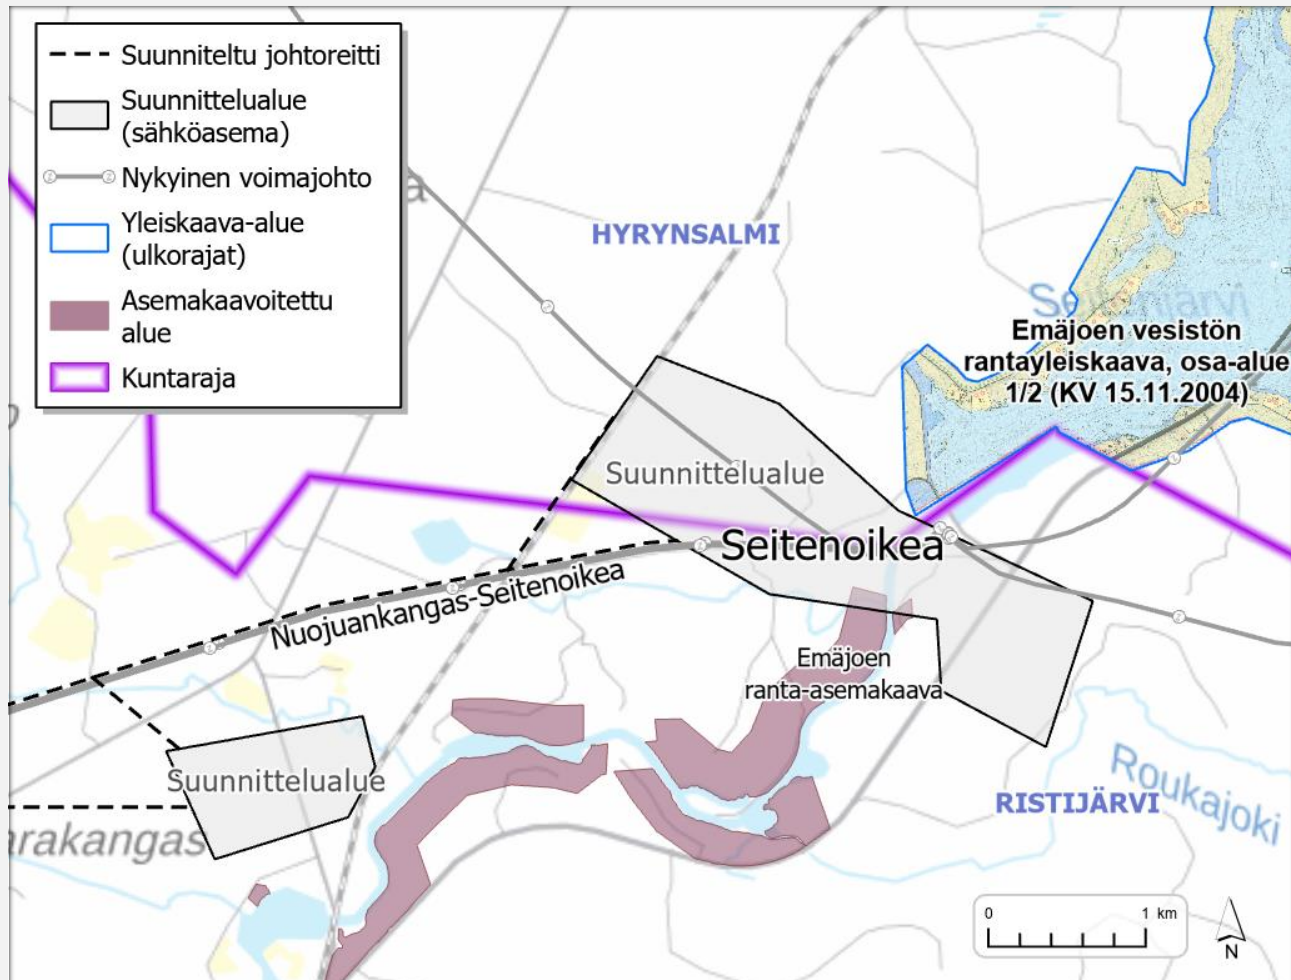 Suunniteltu johtoreitti
Suunnittelualue
(sähköasema)
Nykyinen voimajohto
Yleiskaava-alue
(ulkorajat)
Asemakaavoitettu
alue
Kuntaraja
HYRYNSALMI
Emäjoen vesistön
rantayleiskaava, osa-alue
1/2 (KV 15.11.2004)
Suunnittelualue
Seitenoikea
Nuojuankangas-Seitenoikea
Emäjoen
ranta-asemakaava
Suunnittelualue
RISTIJÄRVI
Roukajoki
arakangas
0 1 km
N